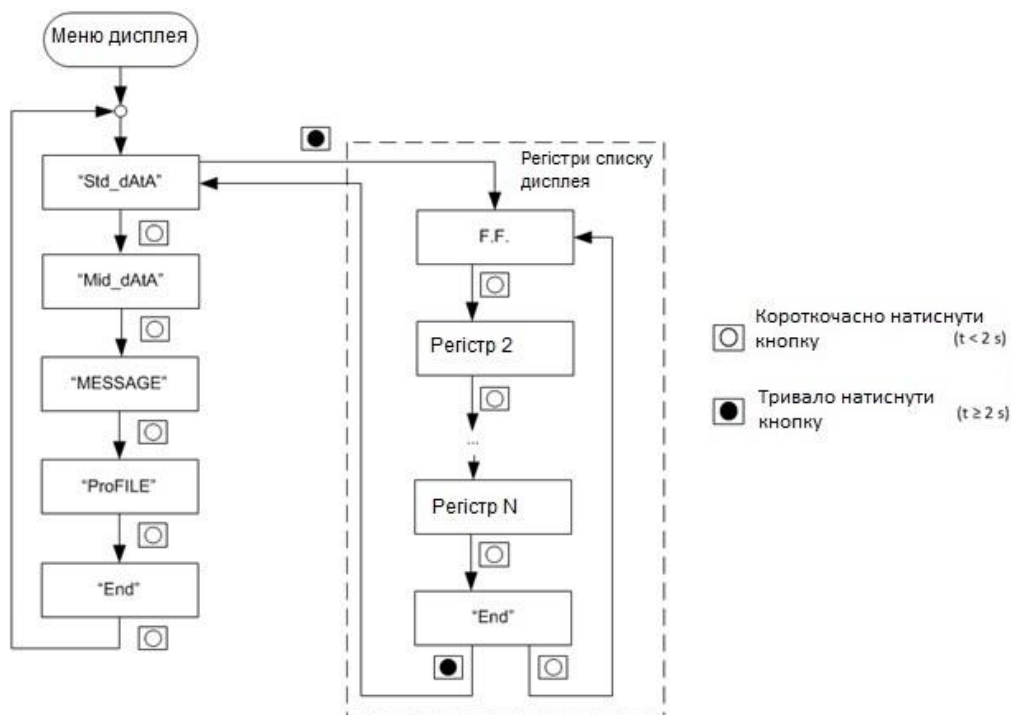 Меню дисплея
"Std_dAtA"
"Mid_dAtA"
"MESSAGE"
"ProFILE"
"End"
Регістри списку
дисплея
F.F.
Регістр 2
...
Регістр N
"End"
Короткочасно натиснути
кнопку (t < 2 s)
Тривало натиснути
кнопку (t ≥ 2 s)